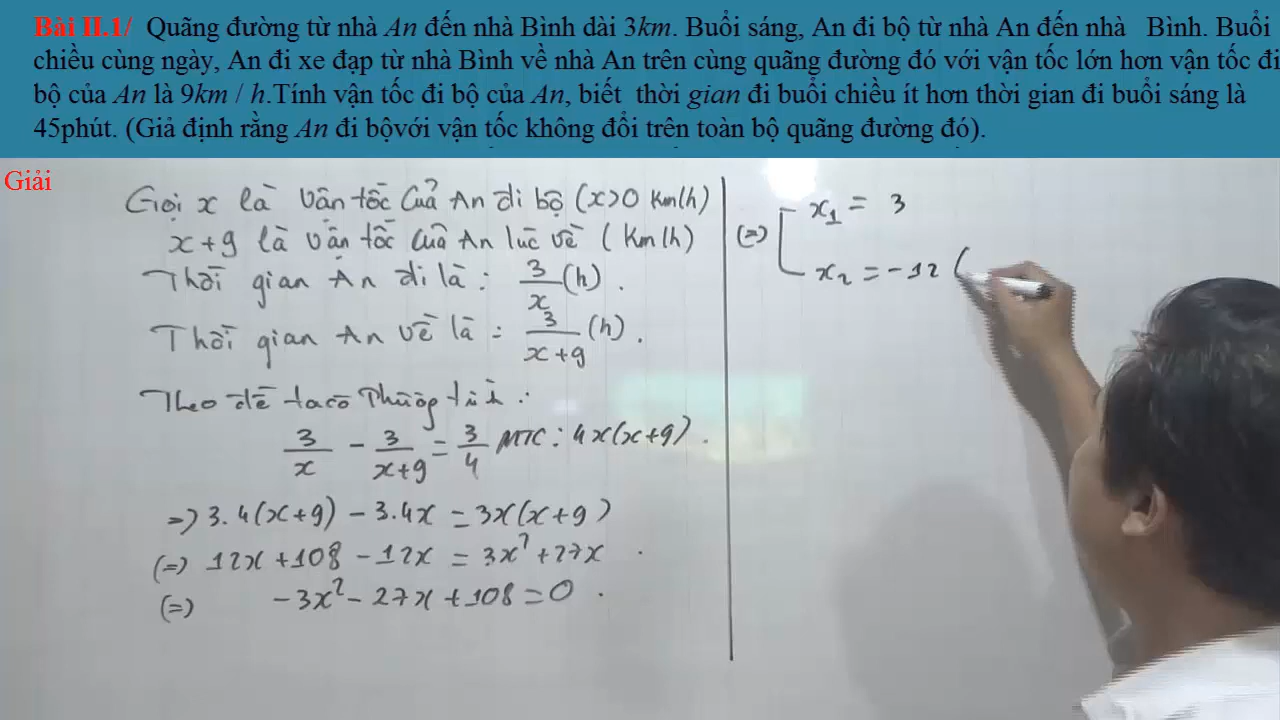 Bài II.1/ Quãng đường từ nhà An đến nhà Bình dài 3km. Buổi sáng, An đi bộ từ nhà An đến nhà Bình. Buổi
chiều cùng ngày, An đi xe đạp từ nhà Bình về nhà An trên cùng quãng đường đó với vận tốc lớn hơn vận tốc đi
bộ của An là 9km / h.Tính vận tốc đi bộ của An, biết thời gian đi buổi chiều ít hơn thời gian đi buổi sáng là
45phút. (Giả định rằng An đi bộvới vận tốc không đổi trên toàn bộ quãng đường đó).
Giải
Gọi x là vận tốc của An đi bộ (x>0 Km/h)
x+9 là vận tốc của An lúc về (Km/h)
Thời gian An đi là: 3/x (h).
Thời gian An về là = 3/(x+9) (h).
Theo đề ta có Phường tình:
3/x - 3/(x+9) = 3/4 MTC: 4x(x+9).
=> 3.4(x+9) - 3.4x = 3x(x+9)
(=) 12x+108 - 12x = 3x² + 27x
(=) -3x² - 27x + 108 = 0.
(=) [ x₁ = 3
x₂ = -12 (